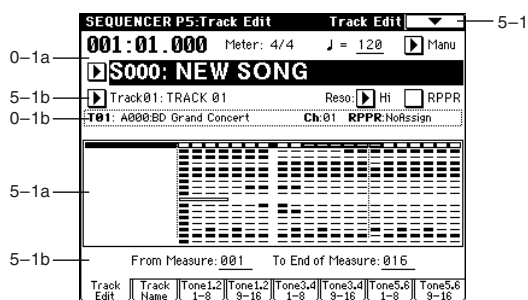 SEQUENCER P5:Track Edit Track Edit 5-1
001:01.000 Meter: 4/4 ♩ = 120 Manu
0-1a
S000: NEW SONG
5-1b Track01: TRACK 01 Reso: Hi RPPR
0-1b T01: A000:BD Grand Concert Ch:01 RPPR:NoAssign
5-1a
5-1b From Measure: 001 To End of Measure: 016
Track Edit Track Name Tone1.2 1-8 Tone1.2 9-16 Tone3.4 1-8 Tone3.4 9-16 Tone5.6 1-8 Tone5.6 9-16